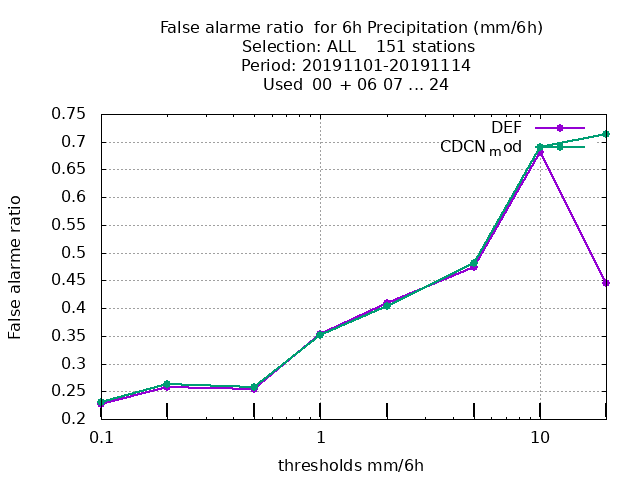 False alarme ratio  for 6h Precipitation (mm/6h)
Selection: ALL    151 stations
Period: 20191101-20191114
Used  00  + 06 07 ... 24
DEF
CDCN_mod
0.75
0.7
0.65
0.6
0.55
0.5
0.45
0.4
0.35
0.3
0.25
0.2
False alarme ratio
0.1
1
10
thresholds mm/6h